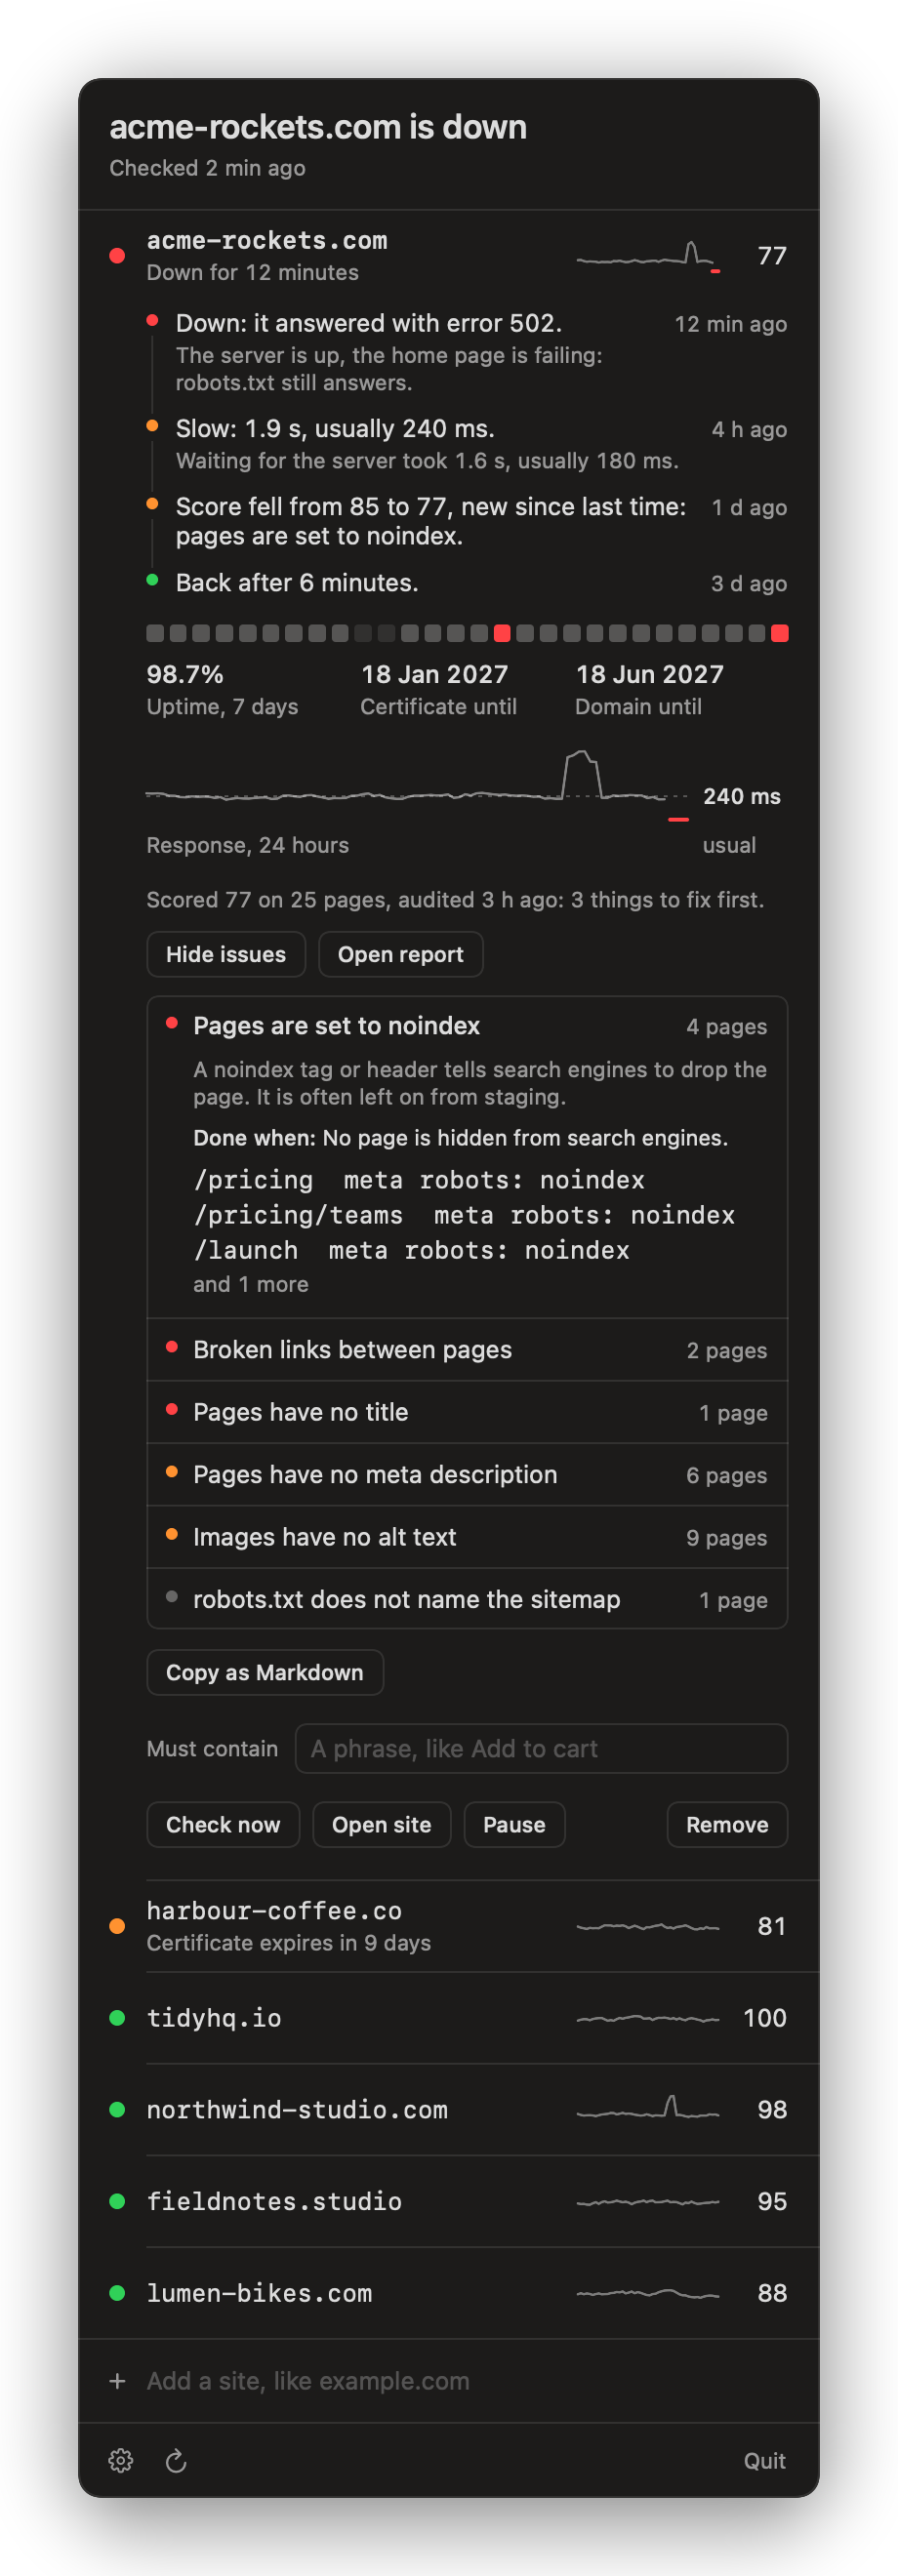 acme-rockets.com is down
Checked 2 min ago
acme-rockets.com
77
Down for 12 minutes
Down: it answered with error 502.
12 min ago
The server is up, the home page is failing:
robots.txt still answers.
Slow: 1.9 s, usually 240 ms.
4 h ago
Waiting for the server took 1.6 s, usually 180 ms.
Score fell from 85 to 77, new since last time:
1 d ago
pages are set to noindex.
Back after 6 minutes.
3 d ago
98.7%
18 Jan 2027
18 Jun 2027
Uptime, 7 days
Certificate until
Domain until
240 ms
Response, 24 hours
usual
Scored 77 on 25 pages, audited 3 h ago: 3 things to fix first.
Hide issues
Open report
Pages are set to noindex
4 pages
A noindex tag or header tells search engines to drop the
page. It is often left on from staging.
Done when: No page is hidden from search engines.
/pricing meta robots: noindex
/pricing/teams meta robots: noindex
/launch meta robots: noindex
and 1 more
Broken links between pages
2 pages
Pages have no title
1 page
Pages have no meta description
6 pages
Images have no alt text
9 pages
robots.txt does not name the sitemap
1 page
Copy as Markdown
Must contain
A phrase, like Add to cart
Check now
Open site
Pause
Remove
harbour-coffee.co
81
Certificate expires in 9 days
tidyhq.io
100
northwind-studio.com
98
fieldnotes.studio
95
lumen-bikes.com
88
+ Add a site, like example.com
Quit